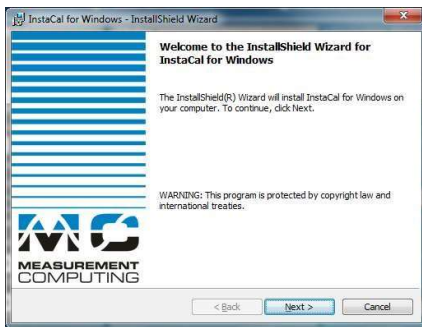 InstaCal for Windows - InstallShield Wizard
Welcome to the InstallShield Wizard for
InstaCal for Windows
The InstallShield(R) Wizard will install InstaCal for Windows on
your computer. To continue, click Next.
WARNING: This program is protected by copyright law and
international treaties.
MC
MEASUREMENT
COMPUTING
< Back
Next >
Cancel